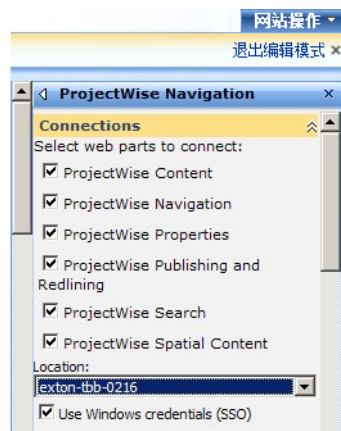 网站操作
退出编辑模式 ×
ProjectWise Navigation ×
Connections
Select web parts to connect:
ProjectWise Content
ProjectWise Navigation
ProjectWise Properties
ProjectWise Publishing and
Redlining
ProjectWise Search
ProjectWise Spatial Content
Location:
exton-tbb-0216
Use Windows credentials (SSO)